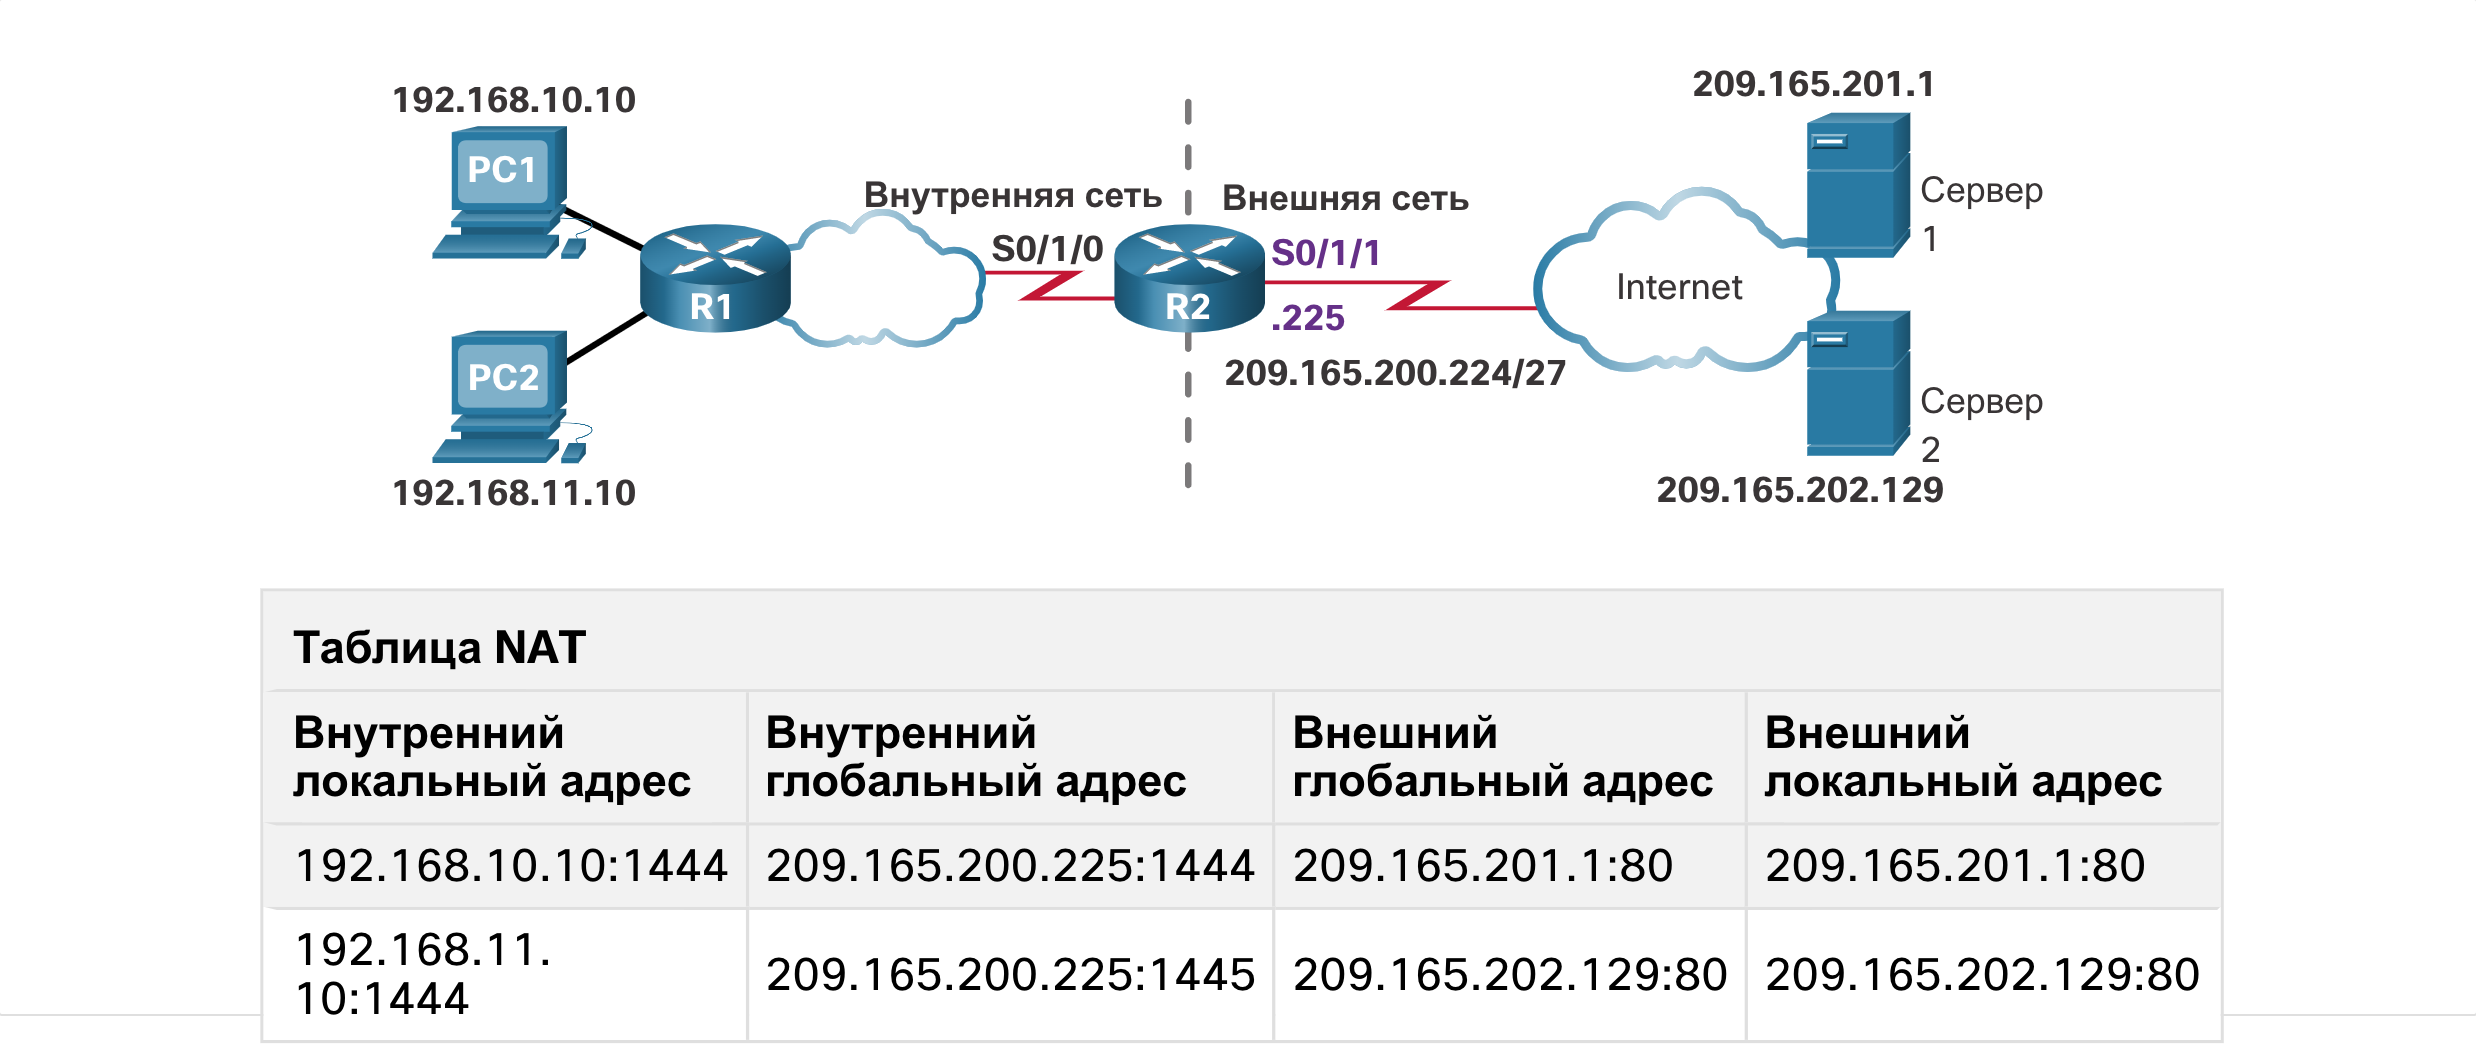 192.168.10.10
209.165.201.1
PC1
Внутренняя сеть
Внешняя сеть
Сервер
1
S0/1/0
S0/1/1
R1
R2
Internet
.225
209.165.200.224/27
PC2
Сервер
2
192.168.11.10
209.165.202.129
Таблица NAT
Внутренний
локальный адрес
Внутренний
глобальный адрес
Внешний
глобальный адрес
Внешний
локальный адрес
192.168.10.10:1444
209.165.200.225:1444
209.165.201.1:80
209.165.201.1:80
192.168.11.
10:1444
209.165.200.225:1445
209.165.202.129:80
209.165.202.129:80